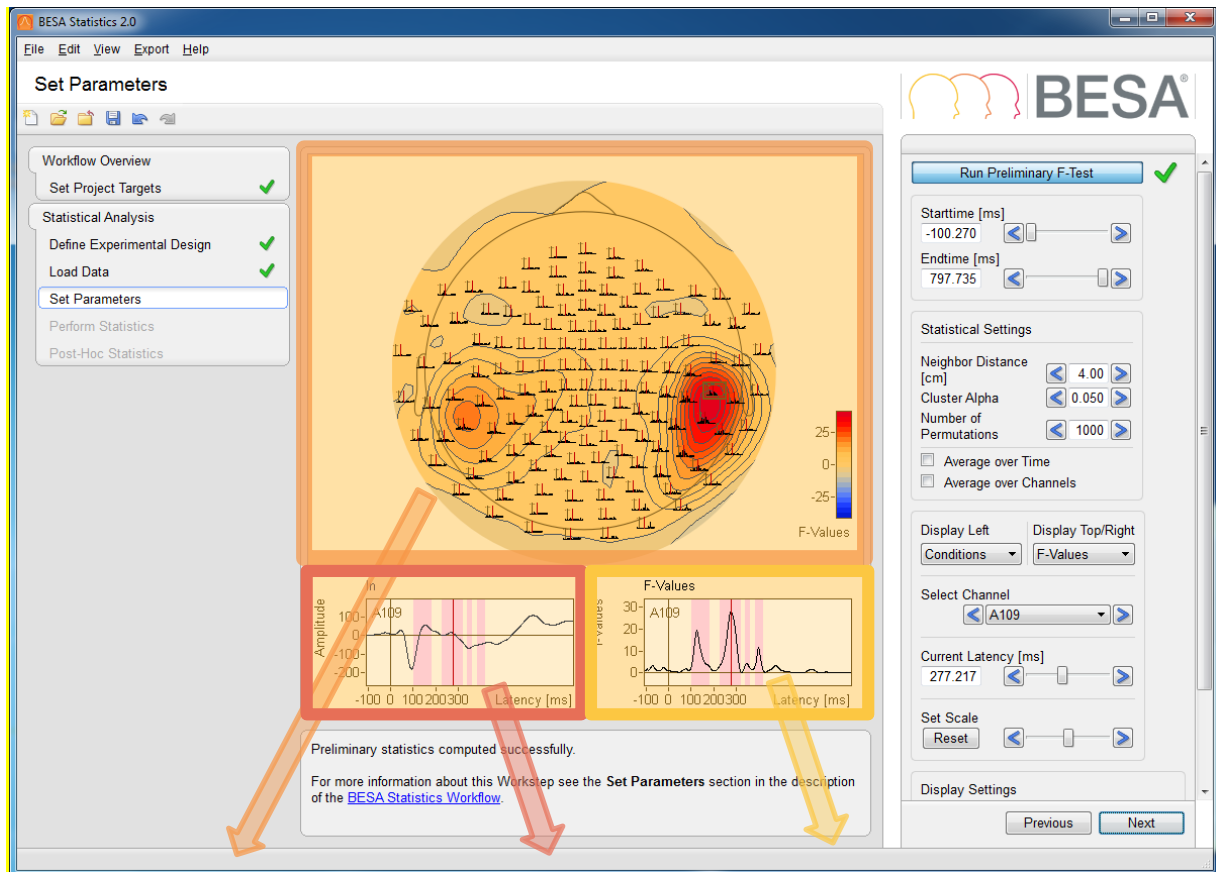 BESA Statistics 2.0
File Edit View Export Help
Set Parameters
BESA®
Workflow Overview
Set Project Targets
Statistical Analysis
Define Experimental Design
Load Data
Set Parameters
Perform Statistics
Post-Hoc Statistics
25-
0-
-25-
F-Values
In
Amplitude
A109
100-
0-
-100-
-200-
-100 0 100 200 300 Latency [ms]
F-Values
F-Values
A109
30-
20-
10-
0-
-100 0 100 200 300 Latency [ms]
Preliminary statistics computed successfully.
For more information about this Workstep see the Set Parameters section in the description
of the BESA Statistics Workflow.
Run Preliminary F-Test
Starttime [ms]
-100.270
Endtime [ms]
797.735
Statistical Settings
Neighbor Distance
[cm] 4.00
Cluster Alpha 0.050
Number of
Permutations 1000
Average over Time
Average over Channels
Display Left Display Top/Right
Conditions F-Values
Select Channel
A109
Current Latency [ms]
277.217
Set Scale
Reset
Display Settings
Previous Next